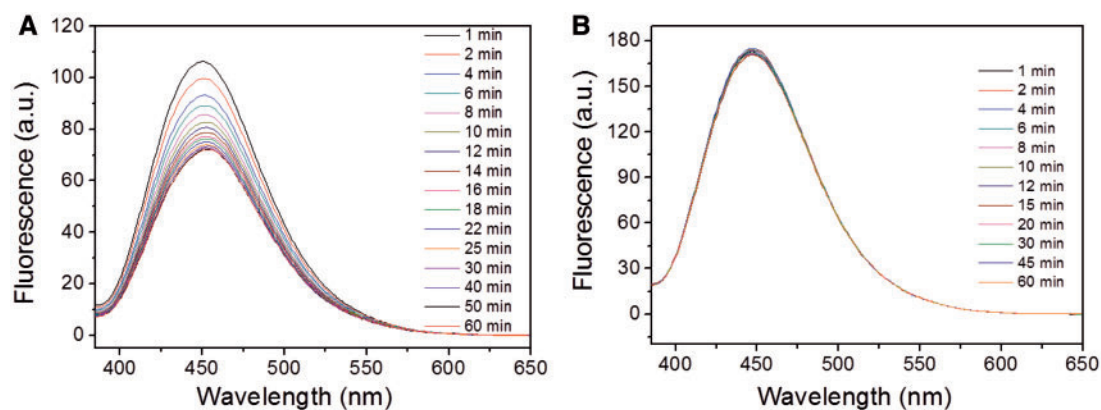 A
Fluorescence (a.u.)
120
100
80
60
40
20
0
1 min
2 min
4 min
6 min
8 min
10 min
12 min
14 min
16 min
18 min
22 min
25 min
30 min
40 min
50 min
60 min
400 450 500 550 600 650
Wavelength (nm)
B
Fluorescence (a.u.)
180
150
120
90
60
30
0
1 min
2 min
4 min
6 min
8 min
10 min
12 min
15 min
20 min
30 min
45 min
60 min
400 450 500 550 600 650
Wavelength (nm)